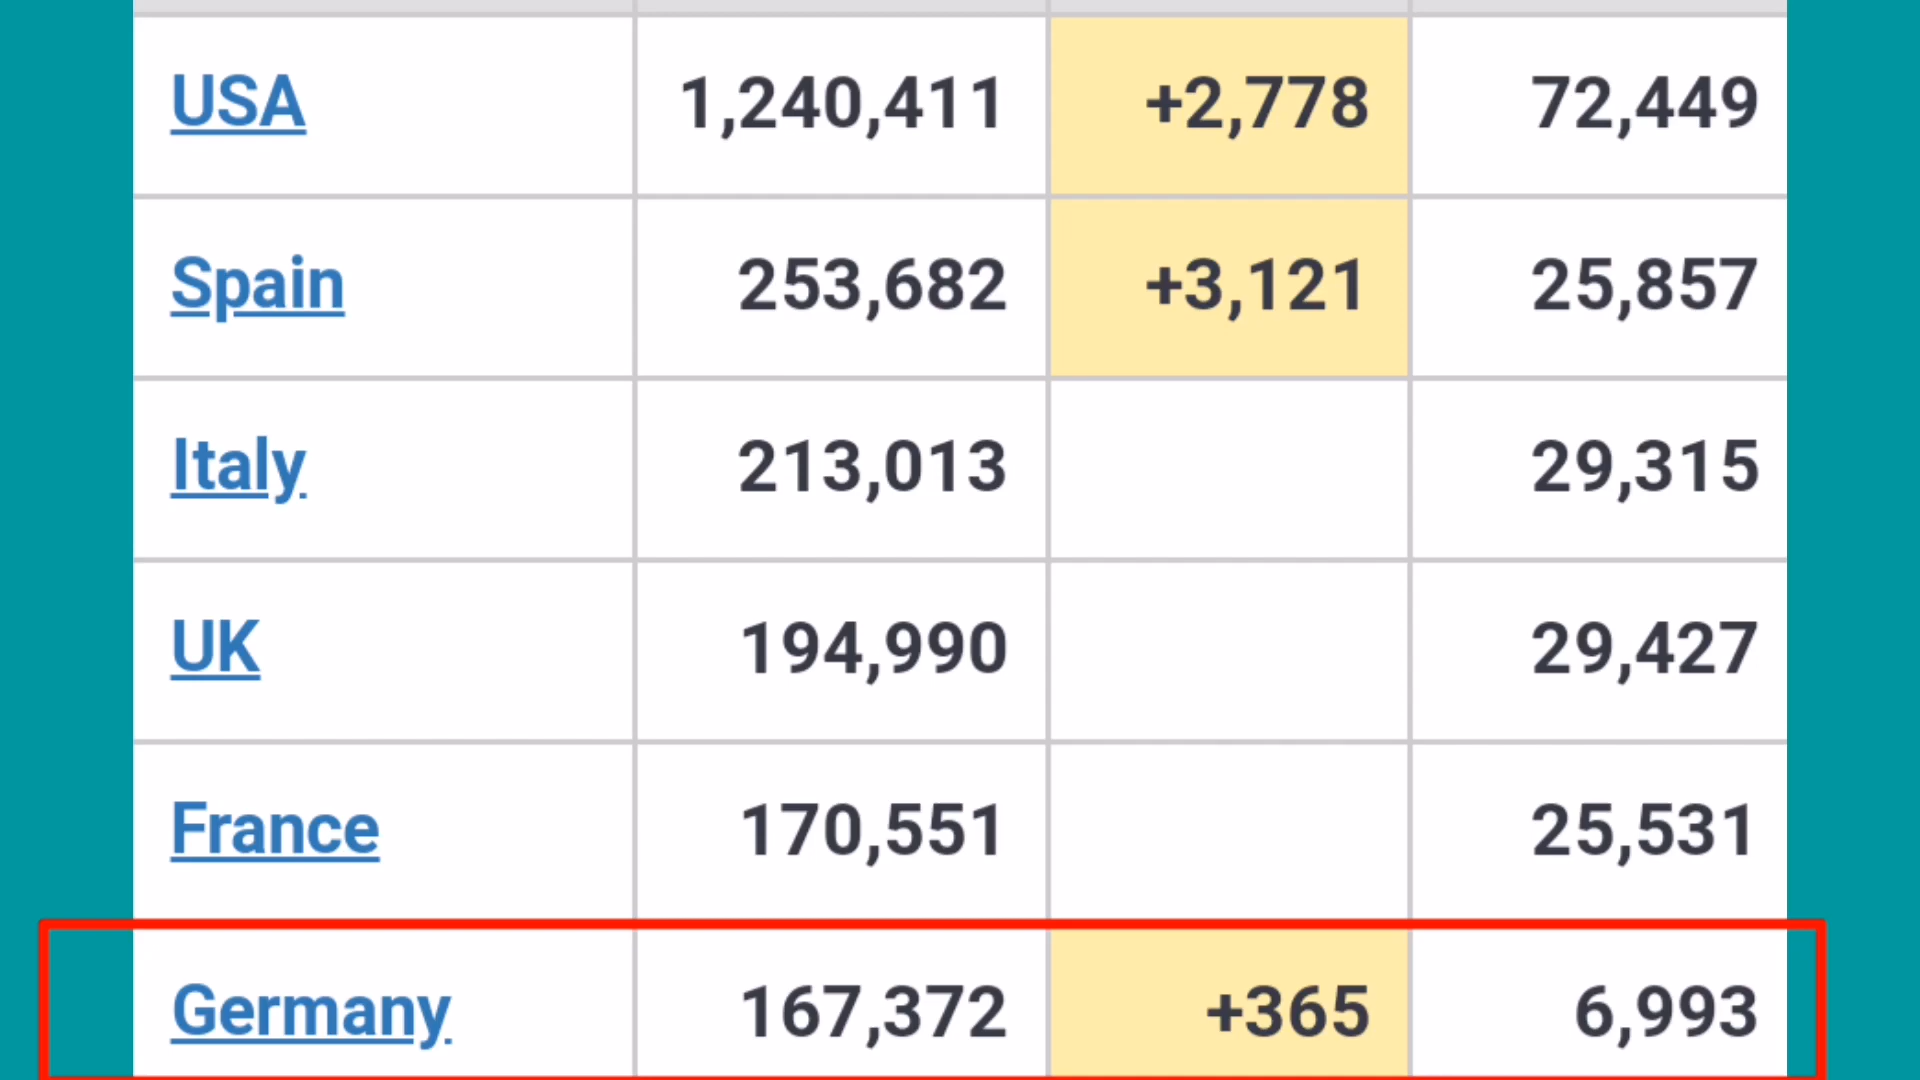 USA 1,240,411 +2,778 72,449
Spain 253,682 +3,121 25,857
Italy 213,013 29,315
UK 194,990 29,427
France 170,551 25,531
Germany 167,372 +365 6,993